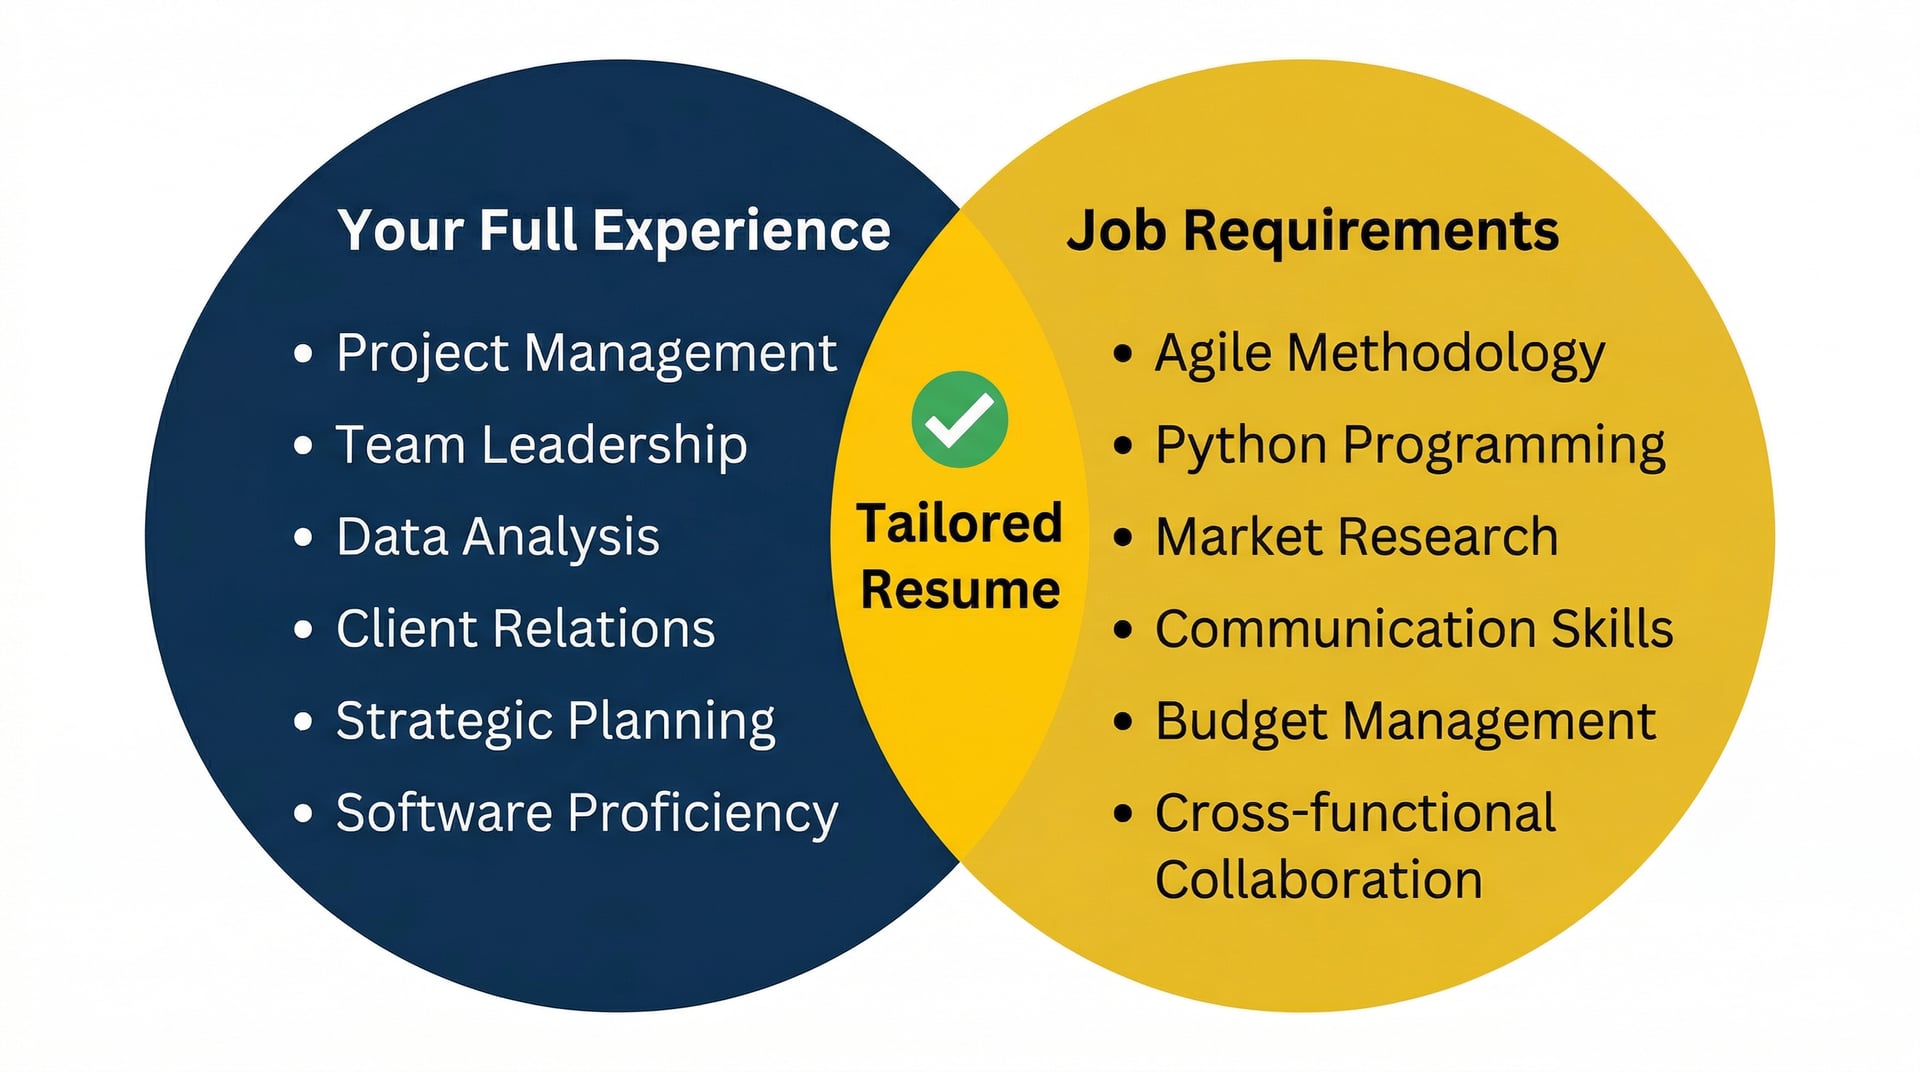 Your Full Experience
• Project Management
• Team Leadership
• Data Analysis
• Client Relations
• Strategic Planning
• Software Proficiency
Tailored
Resume
Job Requirements
• Agile Methodology
• Python Programming
• Market Research
• Communication Skills
• Budget Management
• Cross-functional
Collaboration